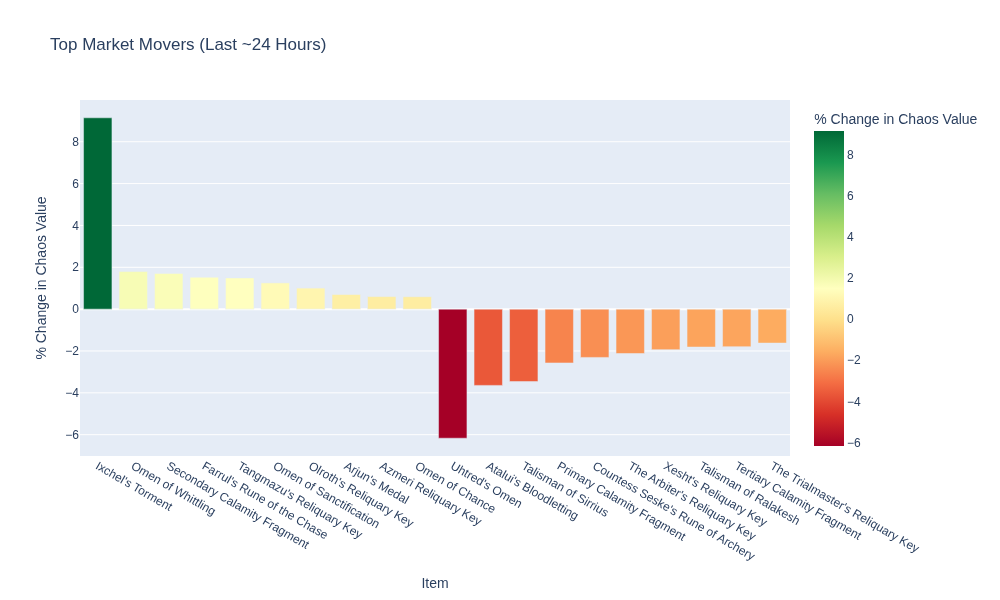 Top Market Movers (Last ~24 Hours)
% Change in Chaos Value
8
6
4
2
0
−2
−4
−6
% Change in Chaos Value
8
6
4
2
0
−2
−4
−6
Ixchel's Torment
Omen of Whittling
Secondary Calamity Fragment
Farrul's Rune of the Chase
Tangmazu's Reliquary Key
Omen of Sanctification
Olroth's Reliquary Key
Arjun's Medal
Azmeri Reliquary Key
Omen of Chance
Uhtred's Omen
Atalui's Bloodletting
Talisman of Sirrius
Primary Calamity Fragment
Countess Seske's Rune of Archery
The Arbiter's Reliquary Key
Xesht's Reliquary Key
Talisman of Ralakesh
Tertiary Calamity Fragment
The Trialmaster's Reliquary Key
Item